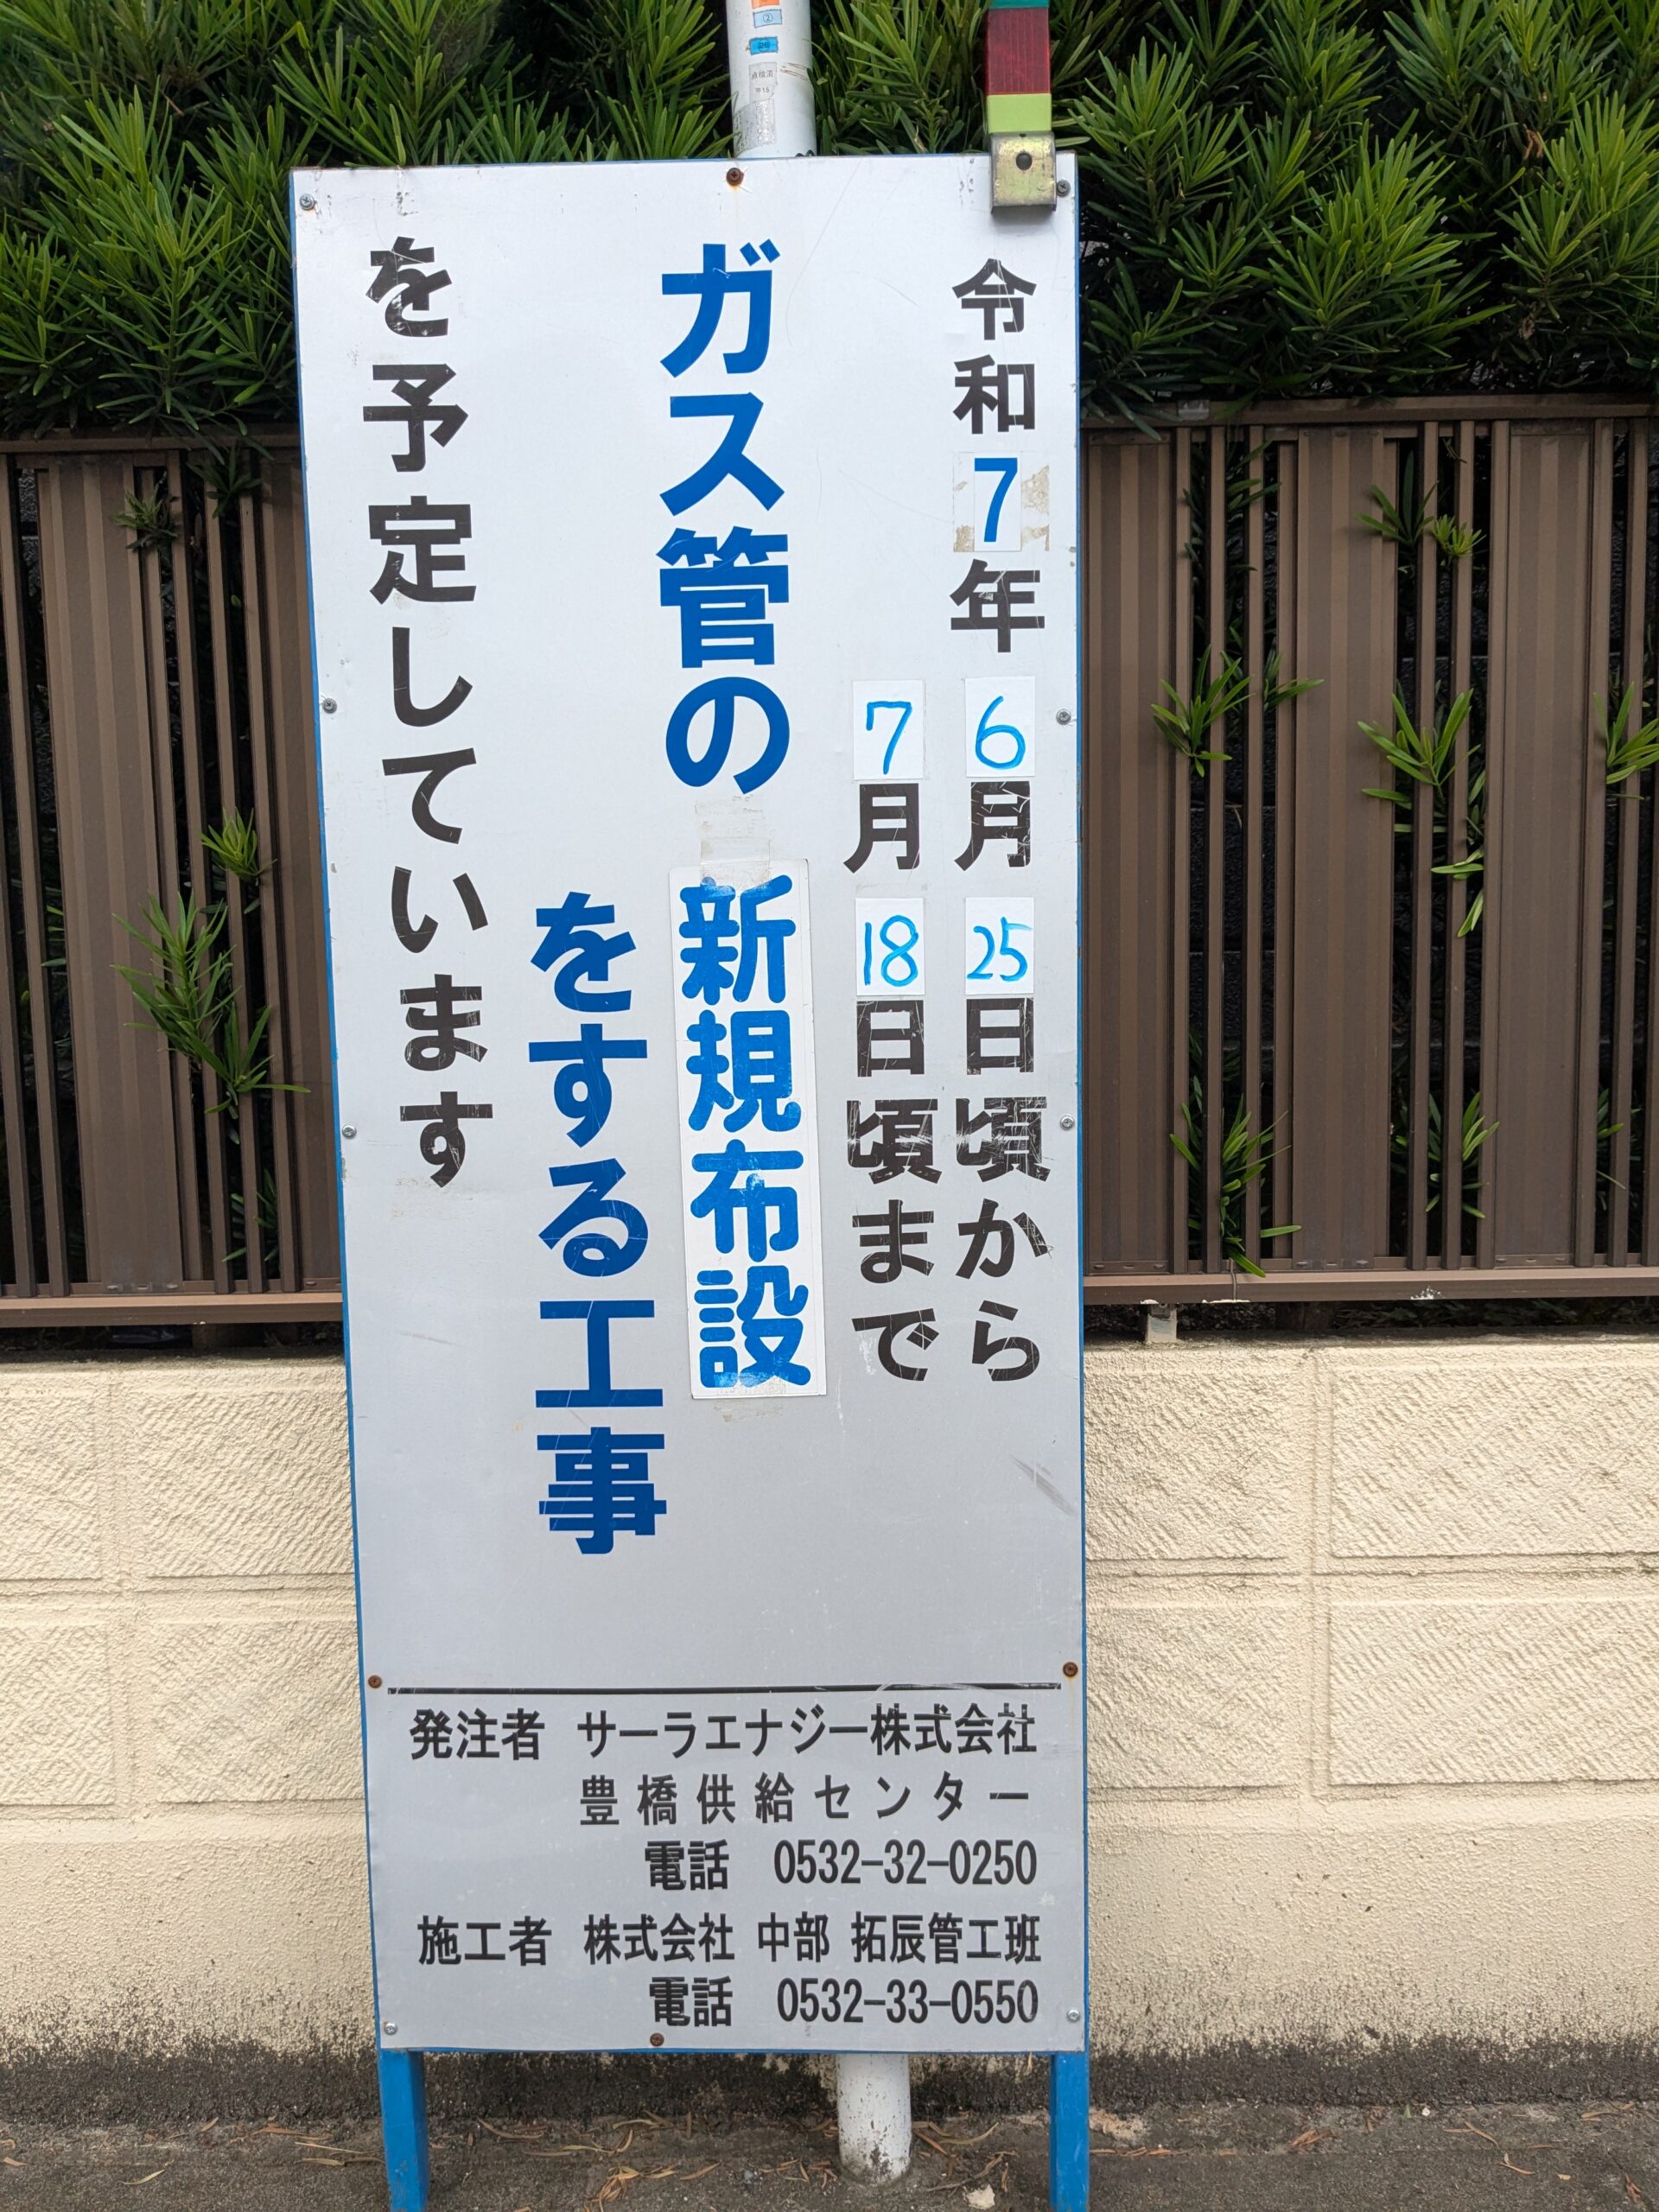 令和7年6月25日頃から
7月18日頃まで
ガス管の新規布設
をする工事
を予定しています
発注者 サーラエナジー株式会社
豊橋供給センター
電話 0532-32-0250
施工者 株式会社 中部 拓辰管工班
電話 0532-33-0550